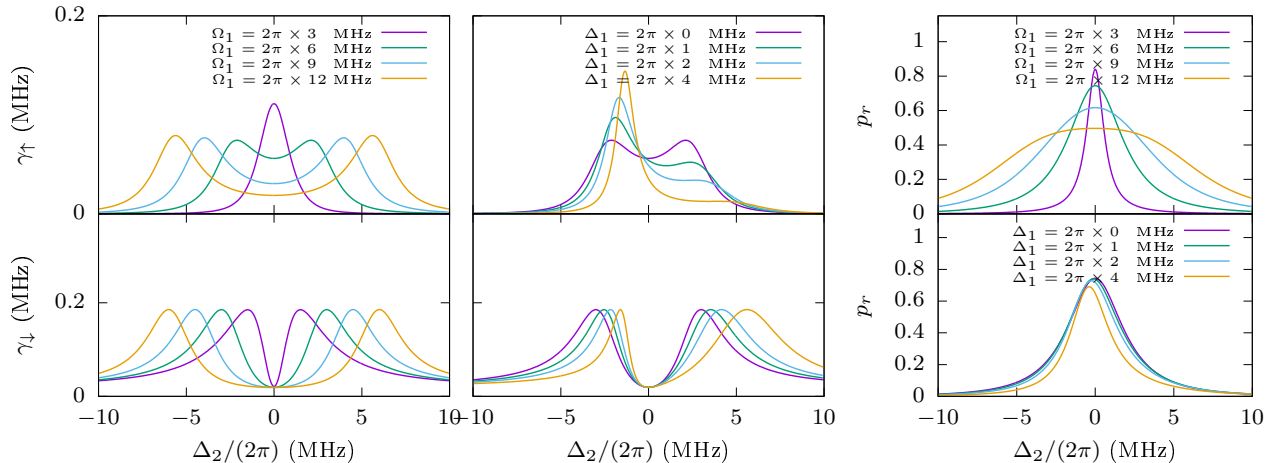 0.2
0
γ↑ (MHz)
Ω₁ = 2π × 3 MHz
Ω₁ = 2π × 6 MHz
Ω₁ = 2π × 9 MHz
Ω₁ = 2π × 12 MHz
Δ₁ = 2π × 0 MHz
Δ₁ = 2π × 1 MHz
Δ₁ = 2π × 2 MHz
Δ₁ = 2π × 4 MHz
0.2
0
γ↓ (MHz)
−10 −5 0 5 10
Δ₂/(2π) (MHz)
−10 −5 0 5 10
Δ₂/(2π) (MHz)
1
0.8
0.6
0.4
0.2
0
pᵣ
Ω₁ = 2π × 3 MHz
Ω₁ = 2π × 6 MHz
Ω₁ = 2π × 9 MHz
Ω₁ = 2π × 12 MHz
1
0.8
0.6
0.4
0.2
0
pᵣ
Δ₁ = 2π × 0 MHz
Δ₁ = 2π × 1 MHz
Δ₁ = 2π × 2 MHz
Δ₁ = 2π × 4 MHz
−10 −5 0 5 10
Δ₂/(2π) (MHz)